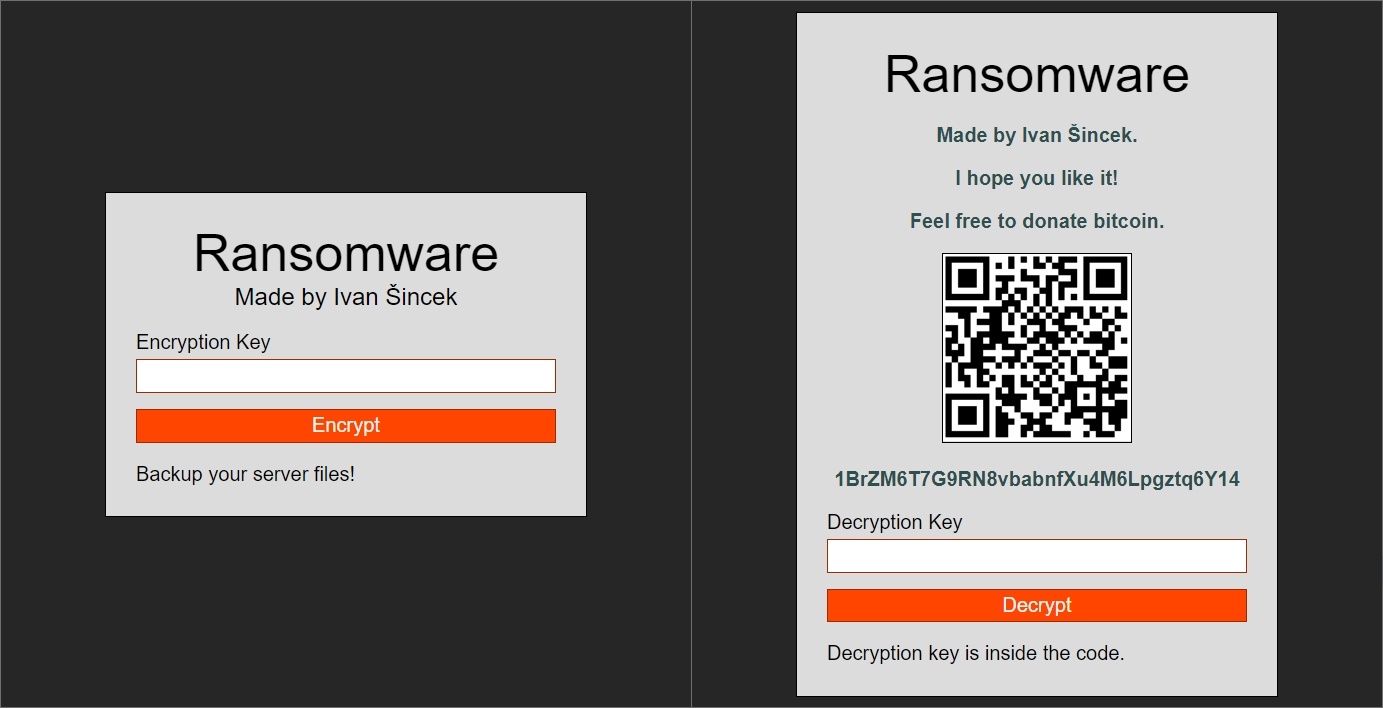 Ransomware
Made by Ivan Šincek
Encryption Key
Encrypt
Backup your server files!
Ransomware
Made by Ivan Šincek.
I hope you like it!
Feel free to donate bitcoin.
1BrZM6T7G9RN8vbabnfXu4M6Lpgztq6Y14
Decryption Key
Decrypt
Decryption key is inside the code.